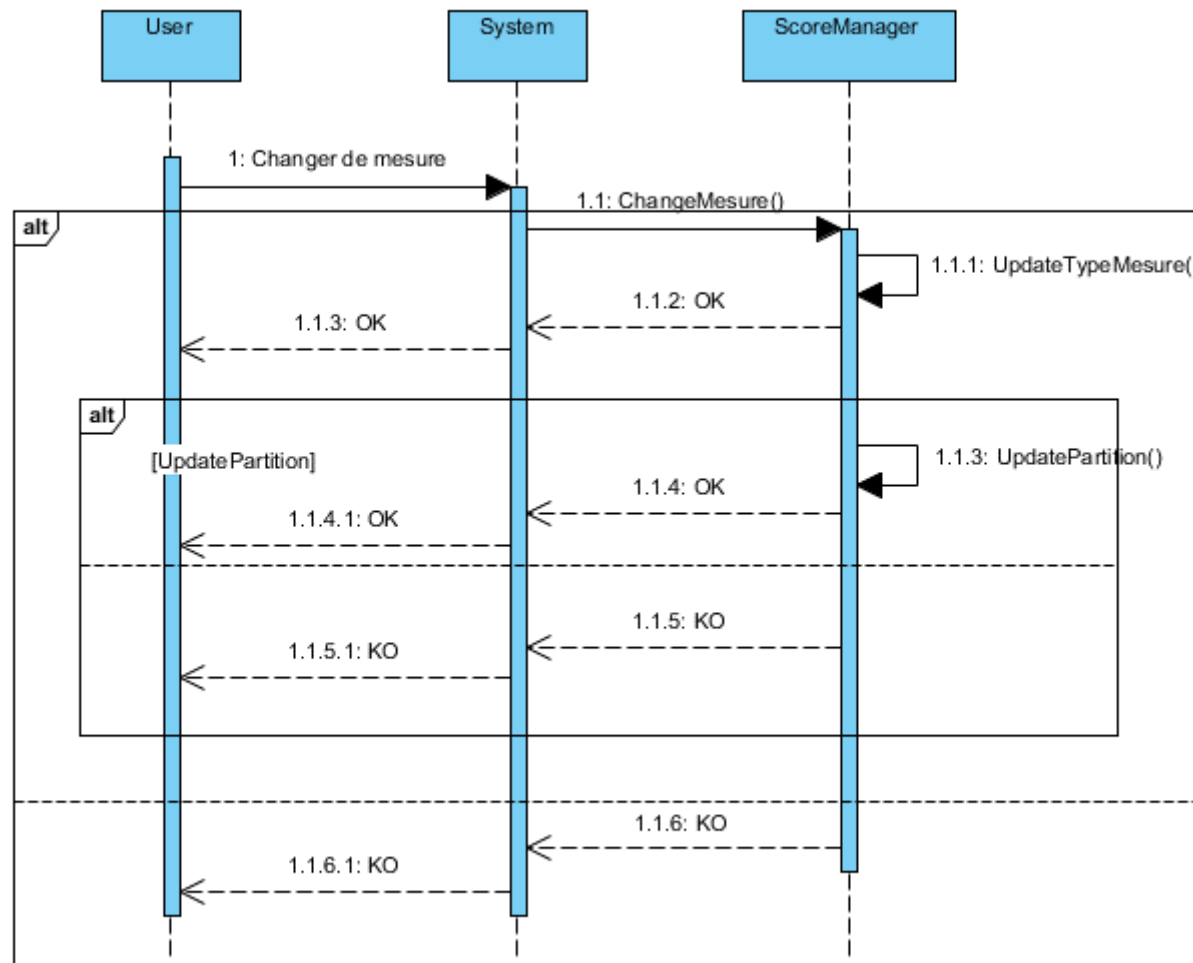 User
System
ScoreManager
1: Changer de mesure
1.1: ChangeMesure()
alt
1.1.1: UpdateTypeMesure(
1.1.2: OK
1.1.3: OK
alt
[UpdatePartition]
1.1.3: UpdatePartition()
1.1.4: OK
1.1.4.1: OK
1.1.5: KO
1.1.5.1: KO
1.1.6: KO
1.1.6.1: KO